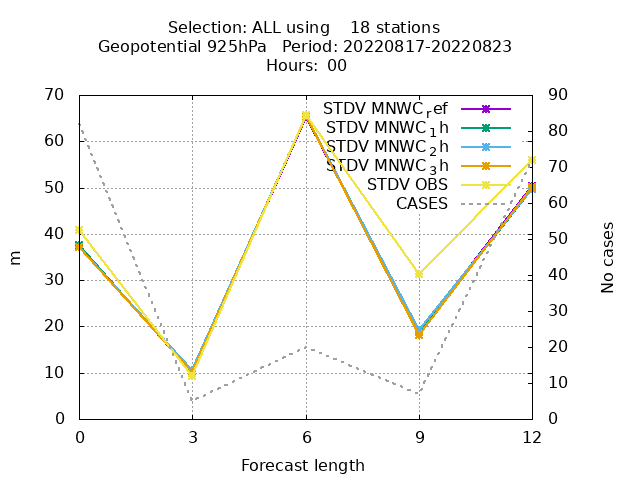 Selection: ALL using    18 stations
Geopotential 925hPa   Period: 20220817-20220823
Hours: 00
70
60
50
40
30
20
10
0
m
90
80
70
60
50
40
30
20
10
0
No cases
STDV MNWC_ref
STDV MNWC_1h
STDV MNWC_2h
STDV MNWC_3h
STDV OBS
CASES
0 3 6 9 12
Forecast length